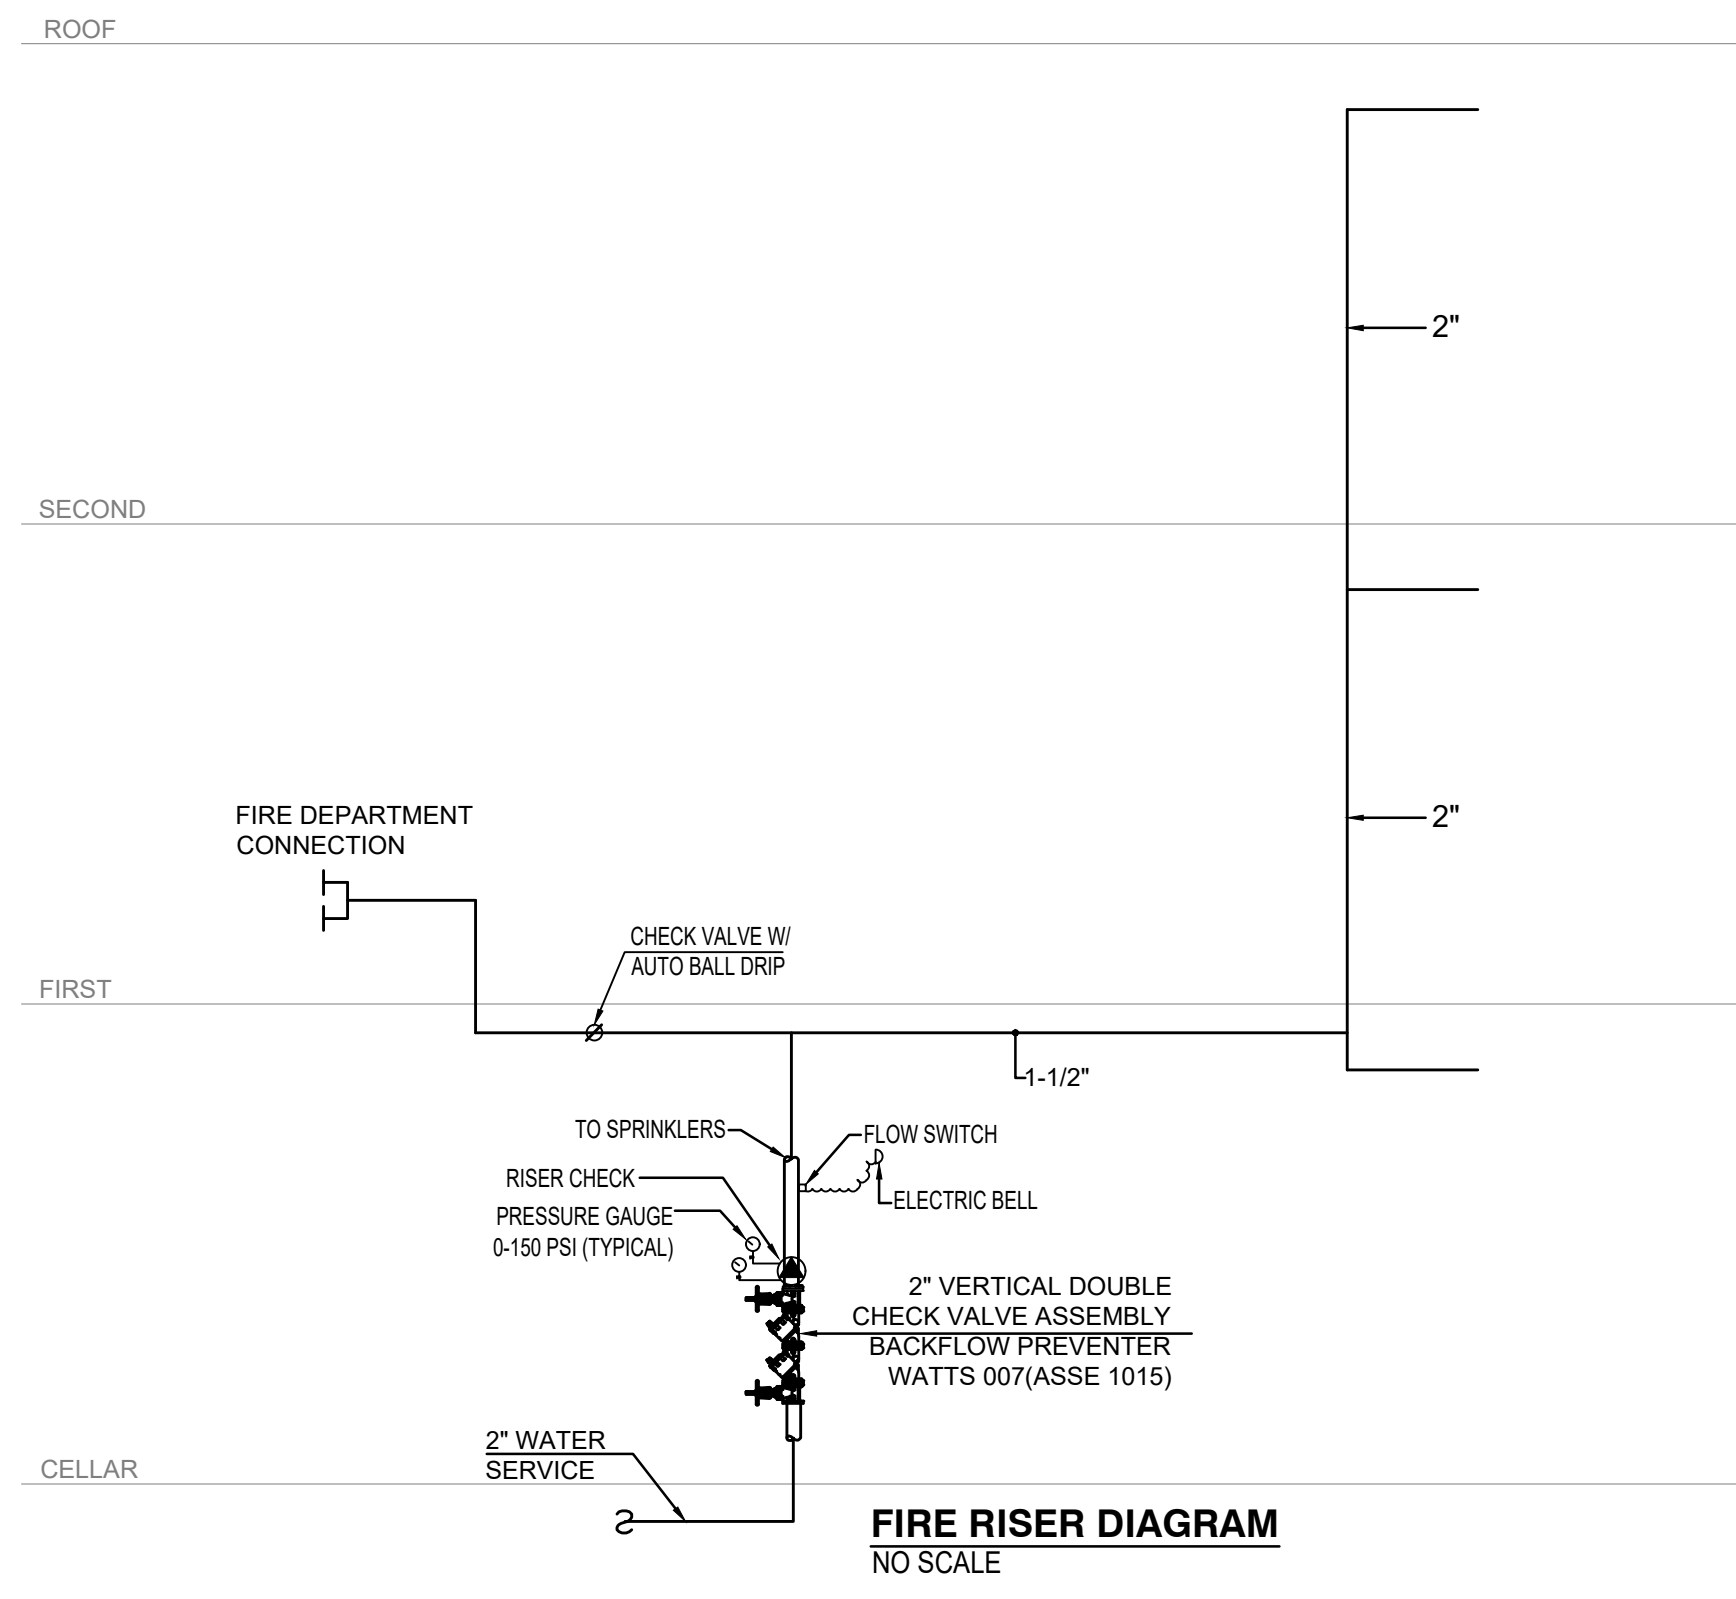 ROOF
2"
SECOND
2"
FIRE DEPARTMENT
CONNECTION
CHECK VALVE W/
AUTO BALL DRIP
FIRST
1-1/2"
TO SPRINKLERS
FLOW SWITCH
RISER CHECK
ELECTRIC BELL
PRESSURE GAUGE
0-150 PSI (TYPICAL)
2" VERTICAL DOUBLE
CHECK VALVE ASSEMBLY
BACKFLOW PREVENTER
WATTS 007(ASSE 1015)
2" WATER
SERVICE
CELLAR
FIRE RISER DIAGRAM
NO SCALE